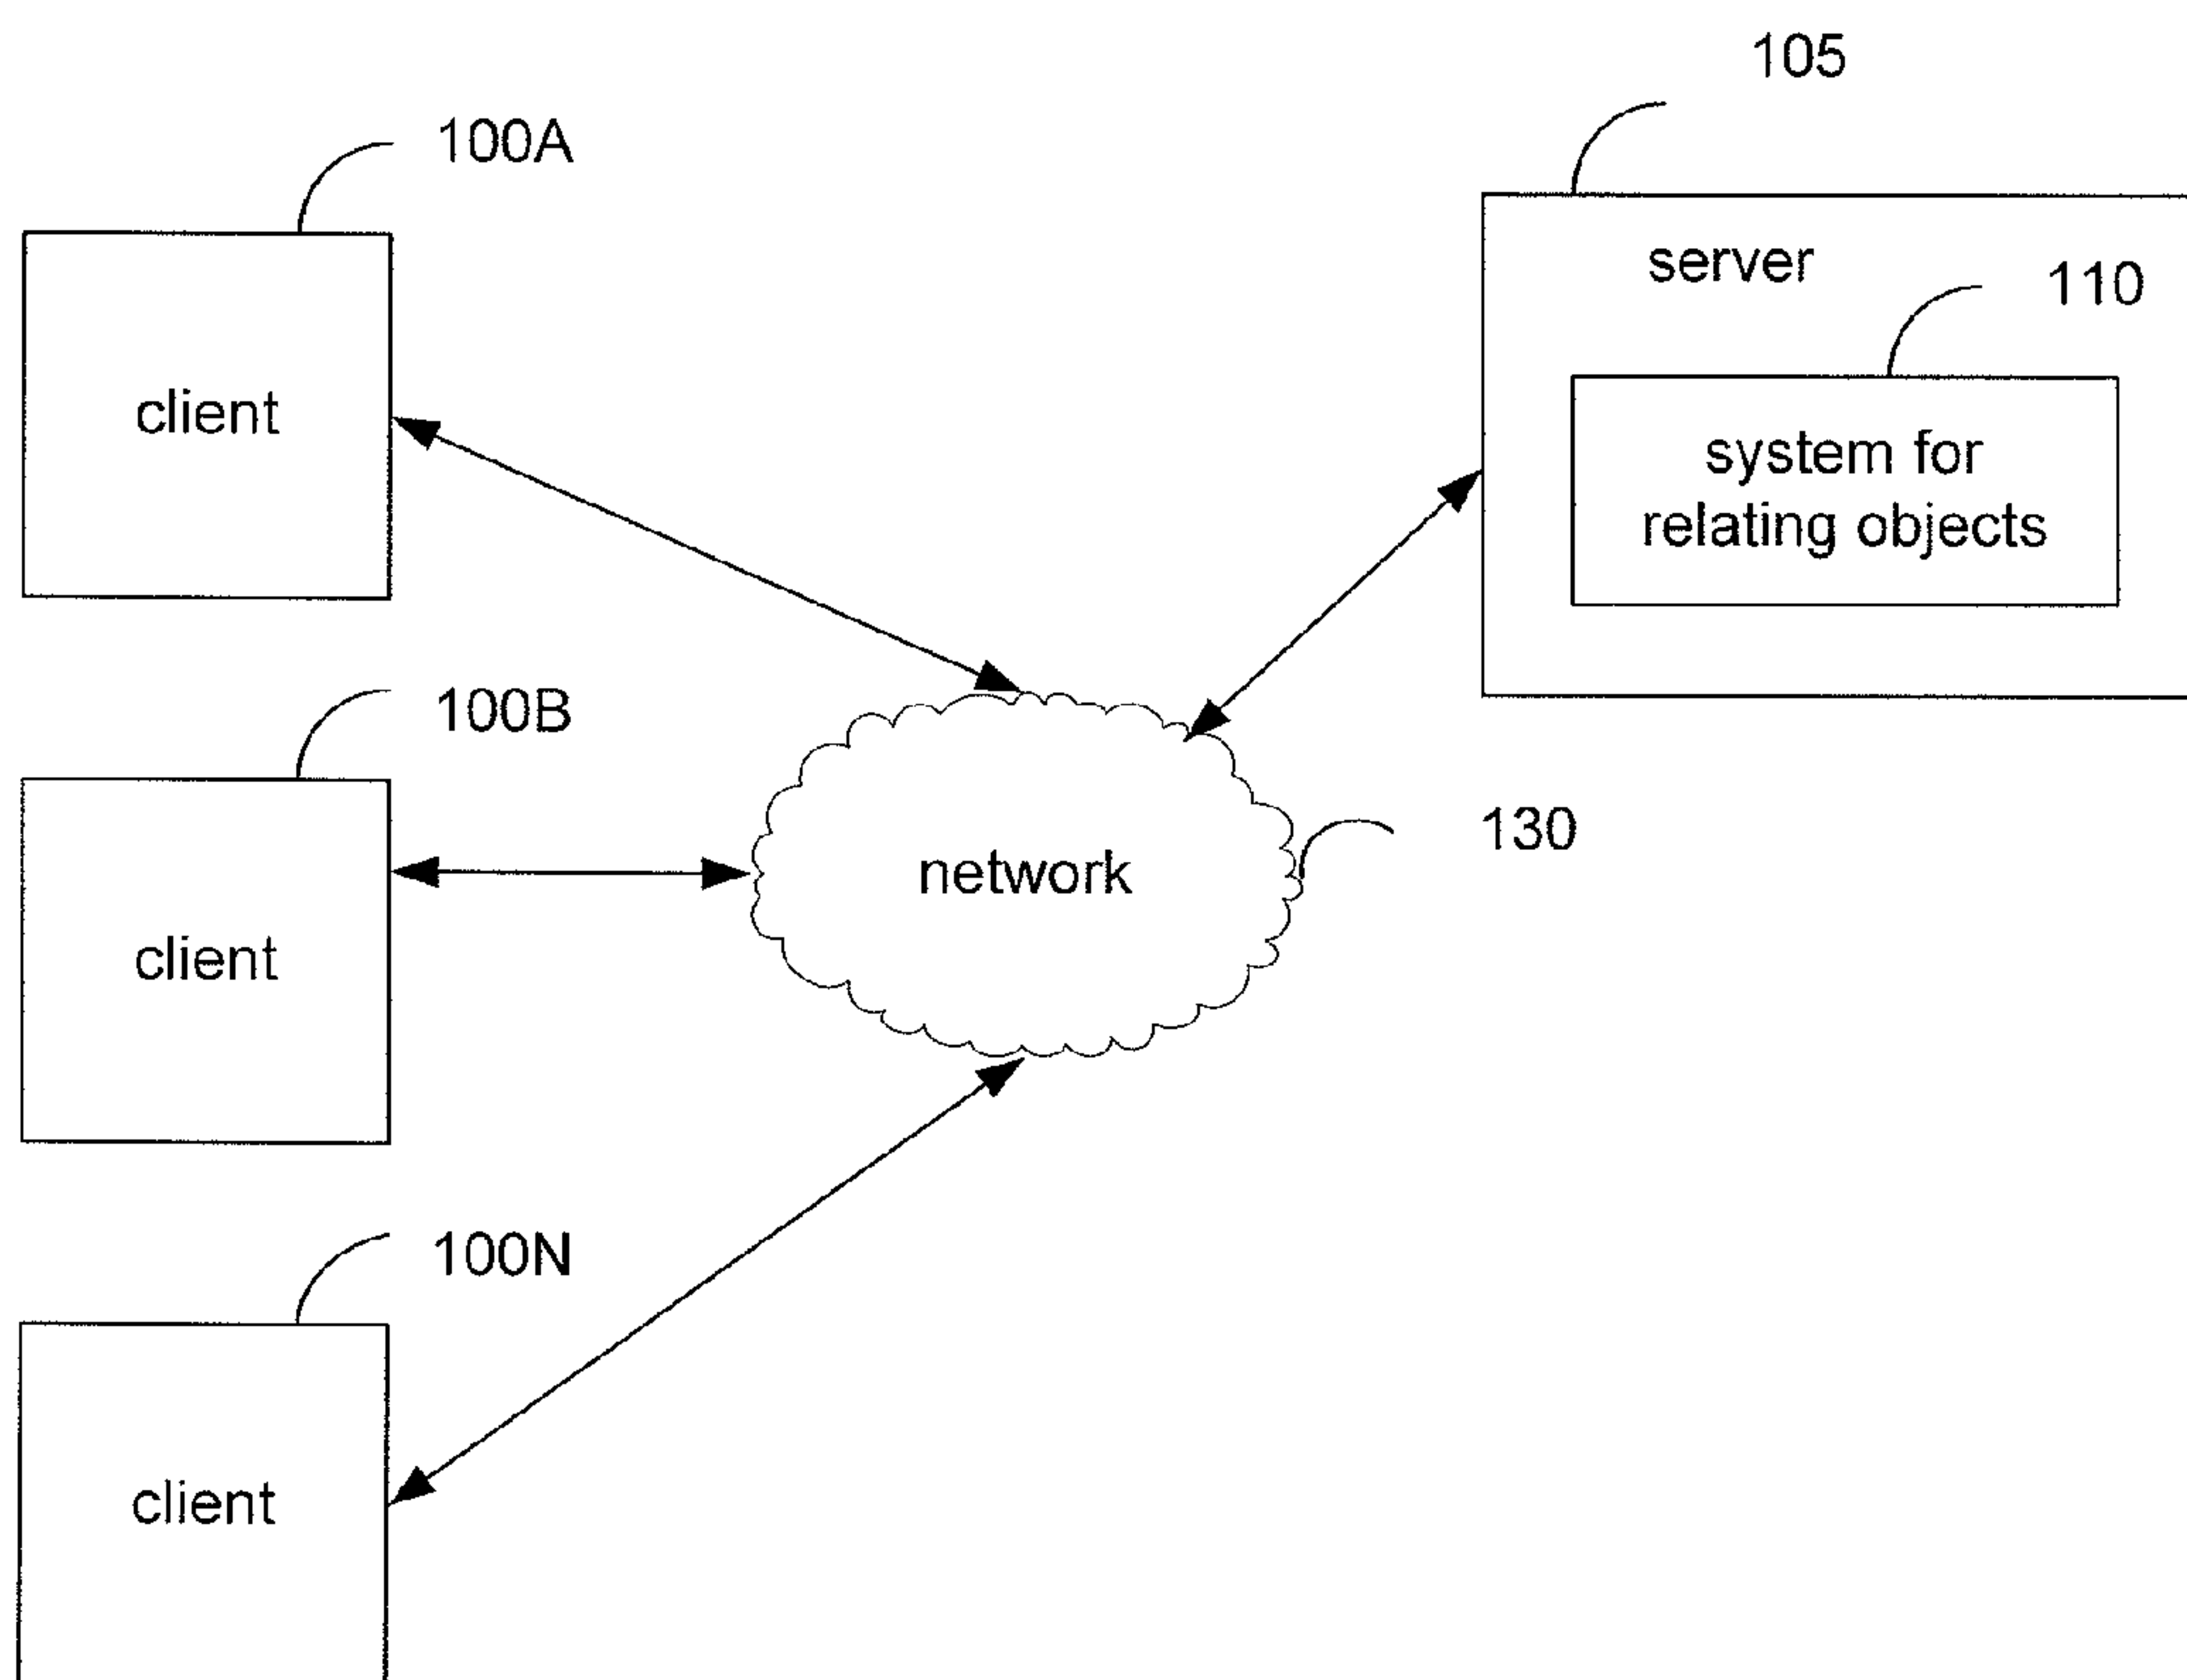 105
100A
server
110
client
system for
relating objects
100B
130
network
client
100N
client